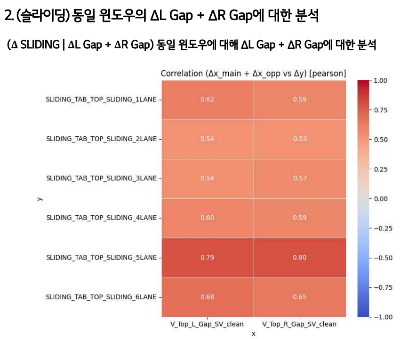 2. (슬라이딩) 동일 윈도우의 ΔL Gap + ΔR Gap에 대한 분석
(Δ SLIDING | ΔL Gap + ΔR Gap) 동일 윈도우에 대해 ΔL Gap + ΔR Gap에 대한 분석
Correlation (Δx_main + Δx_opp vs Δy) [pearson]
SLIDING_TAB_TOP_SLIDING_1LANE 0.62 0.59
SLIDING_TAB_TOP_SLIDING_2LANE 0.54 0.53
SLIDING_TAB_TOP_SLIDING_3LANE 0.54 0.57
SLIDING_TAB_TOP_SLIDING_4LANE 0.60 0.59
SLIDING_TAB_TOP_SLIDING_5LANE 0.79 0.80
SLIDING_TAB_TOP_SLIDING_6LANE 0.68 0.65
y
V_Top_L_Gap_SV_clean V_Top_R_Gap_SV_clean
x
1.00
0.75
0.50
0.25
0.00
−0.25
−0.50
−0.75
−1.00